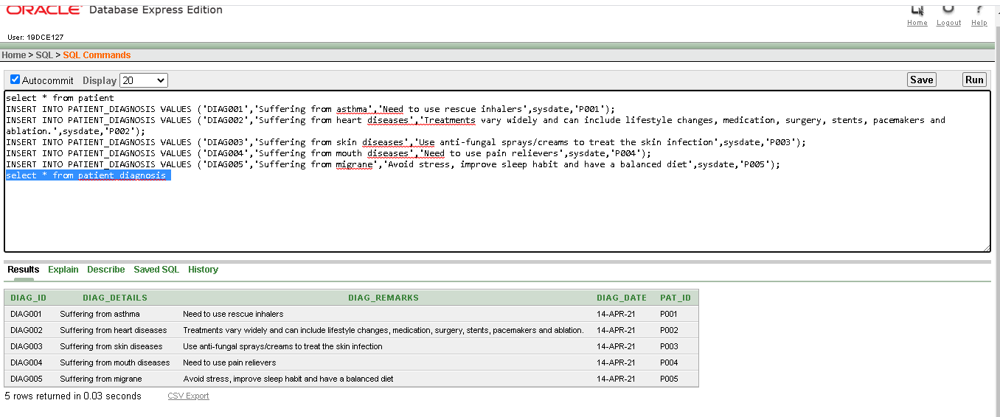 ORACLE Database Express Edition
Home Logout Help
User: 19DCE127
Home > SQL > SQL Commands
Autocommit Display 20 Save Run
select * from patient
INSERT INTO PATIENT_DIAGNOSIS VALUES ('DIAG001','Suffering from asthma','Need to use rescue inhalers',sysdate,'P001');
INSERT INTO PATIENT_DIAGNOSIS VALUES ('DIAG002','Suffering from heart diseases','Treatments vary widely and can include lifestyle changes, medication, surgery, stents, pacemakers and
ablation.',sysdate,'P002');
INSERT INTO PATIENT_DIAGNOSIS VALUES ('DIAG003','Suffering from skin diseases','Use anti-fungal sprays/creams to treat the skin infection',sysdate,'P003');
INSERT INTO PATIENT_DIAGNOSIS VALUES ('DIAG004','Suffering from mouth diseases','Need to use pain relievers',sysdate,'P004');
INSERT INTO PATIENT_DIAGNOSIS VALUES ('DIAG005','Suffering from migrane','Avoid stress, improve sleep habit and have a balanced diet',sysdate,'P005');
select * from patient_diagnosis
Results Explain Describe Saved SQL History
DIAG_ID DIAG_DETAILS DIAG_REMARKS DIAG_DATE PAT_ID
DIAG001 Suffering from asthma Need to use rescue inhalers 14-APR-21 P001
DIAG002 Suffering from heart diseases Treatments vary widely and can include lifestyle changes, medication, surgery, stents, pacemakers and ablation. 14-APR-21 P002
DIAG003 Suffering from skin diseases Use anti-fungal sprays/creams to treat the skin infection 14-APR-21 P003
DIAG004 Suffering from mouth diseases Need to use pain relievers 14-APR-21 P004
DIAG005 Suffering from migrane Avoid stress, improve sleep habit and have a balanced diet 14-APR-21 P005
5 rows returned in 0.03 seconds CSV Export